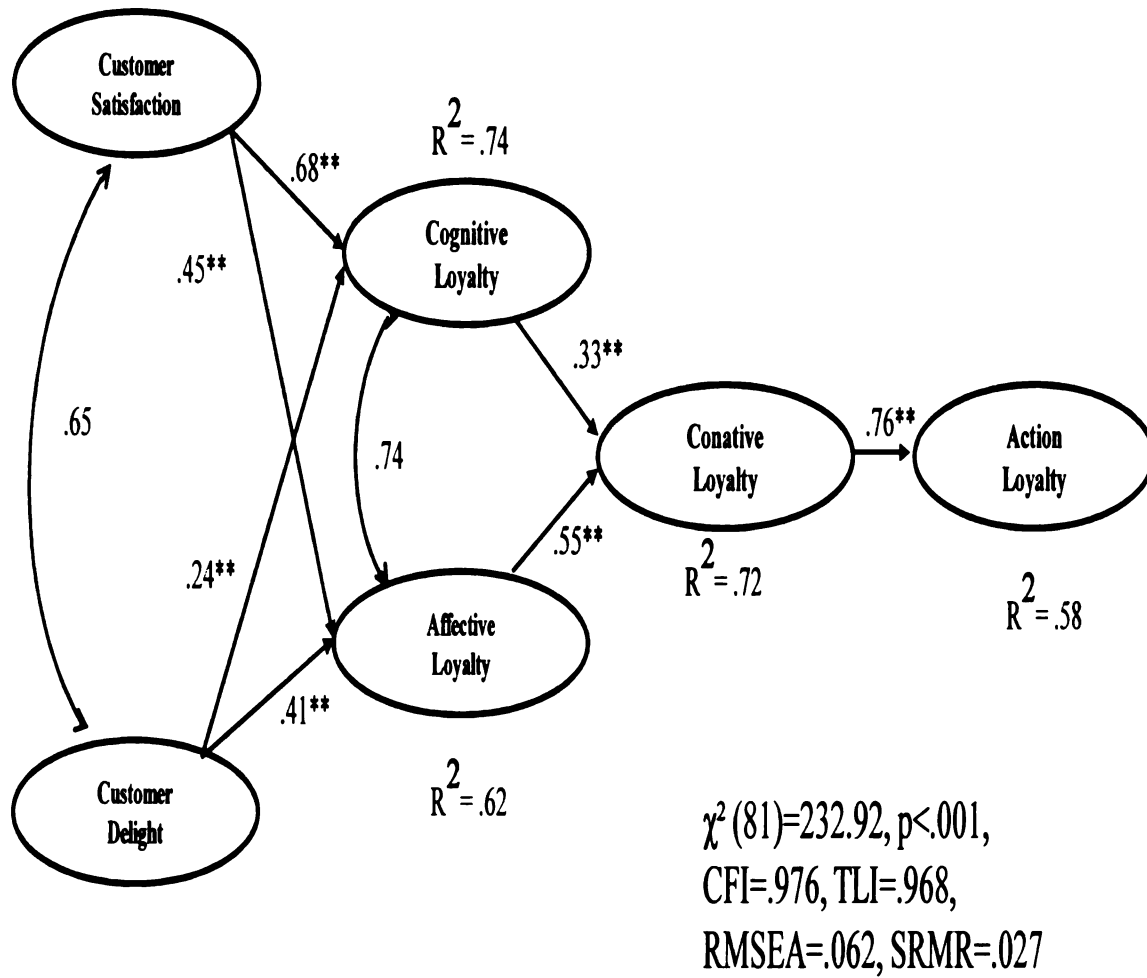 Customer
Satisfaction
R²= .74
.68**
Cognitive
Loyalty
.45**
.33**
.65
.74
.76**
Conative
Loyalty
Action
Loyalty
.55**
.24**
R²= .72
R²= .58
Affective
Loyalty
.41**
R²= .62
Customer
Delight
χ² (81)=232.92, p<.001,
CFI=.976, TLI=.968,
RMSEA=.062, SRMR=.027